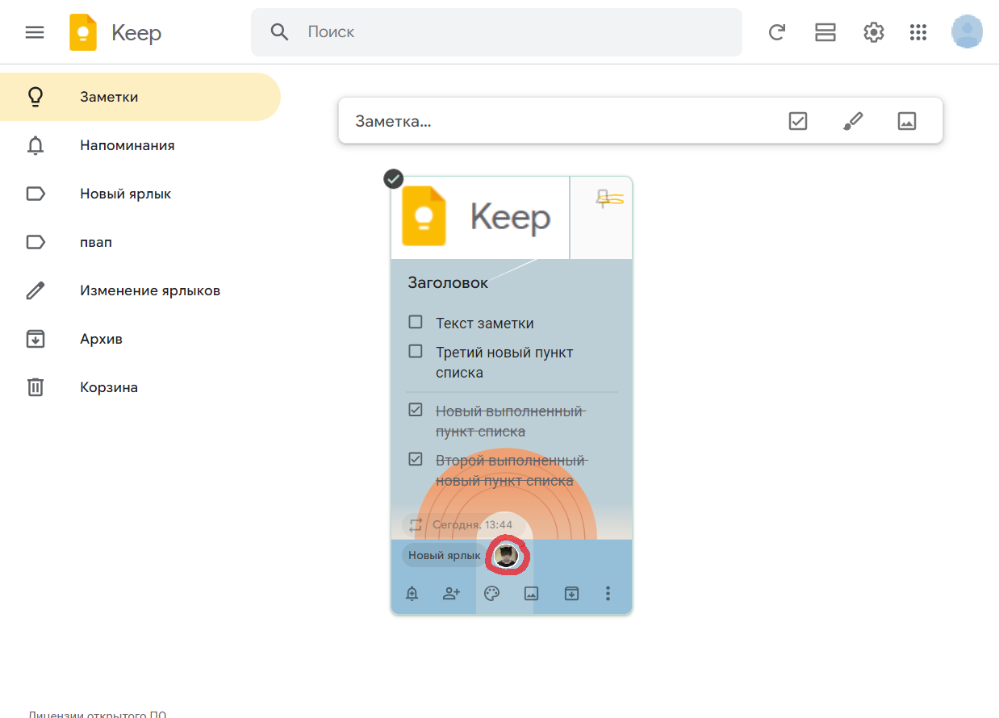 Keep
Поиск
Заметки
Напоминания
Новый ярлык
пвап
Изменение ярлыков
Архив
Корзина
Заметка...
Keep
Заголовок
Текст заметки
Третий новый пункт
списка
Новый выполненный
пункт списка
Второй выполненный
новый пункт списка
Сегодня, 13:44
Новый ярлык
Лицензии открытого ПО